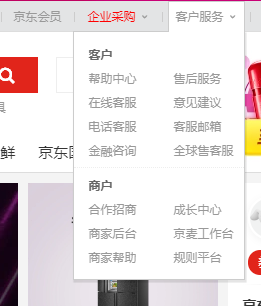 京东会员 企业采购 客户服务
客户
帮助中心 售后服务
在线客服 意见建议
电话客服 客服邮箱
金融咨询 全球售客服
商户
合作招商 成长中心
商家后台 京麦工作台
商家帮助 规则平台
具
鲜 京东国